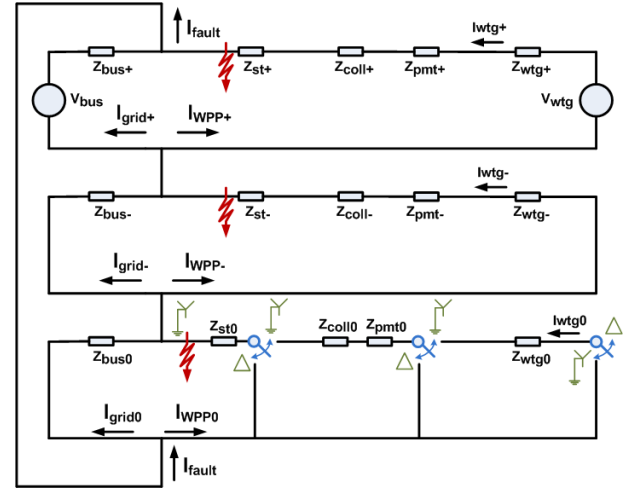 Ifault
Iwtg+
Zbus+ Zst+ Zcoll+ Zpmt+ Zwtg+
Vbus Vwtg
Igrid+ IWPP+
Iwtg-
Zbus- Zst- Zcoll- Zpmt- Zwtg-
Igrid- IWPP-
Zst0 Zcoll0 Zpmt0 Iwtg0
Zbus0 Zwtg0
Igrid0 IWPP0
Ifault